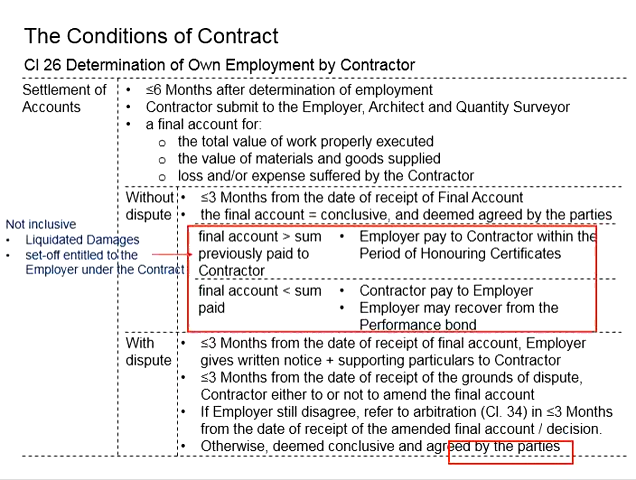 The Conditions of Contract
Cl 26 Determination of Own Employment by Contractor
Settlement of Accounts
• ≤6 Months after determination of employment
• Contractor submit to the Employer, Architect and Quantity Surveyor
• a final account for:
o the total value of work properly executed
o the value of materials and goods supplied
o loss and/or expense suffered by the Contractor
Without dispute
• ≤3 Months from the date of receipt of Final Account
• the final account = conclusive, and deemed agreed by the parties
Not inclusive
• Liquidated Damages
• set-off entitled to the
Employer under the Contract
final account > sum
previously paid to
Contractor
• Employer pay to Contractor within the
Period of Honouring Certificates
final account < sum
paid
• Contractor pay to Employer
• Employer may recover from the
Performance bond
With
dispute
• ≤3 Months from the date of receipt of final account, Employer
gives written notice + supporting particulars to Contractor
• ≤3 Months from the date of receipt of the grounds of dispute,
Contractor either to or not to amend the final account
• If Employer still disagree, refer to arbitration (Cl. 34) in ≤3 Months
from the date of receipt of the amended final account / decision.
• Otherwise, deemed conclusive and agreed by the parties